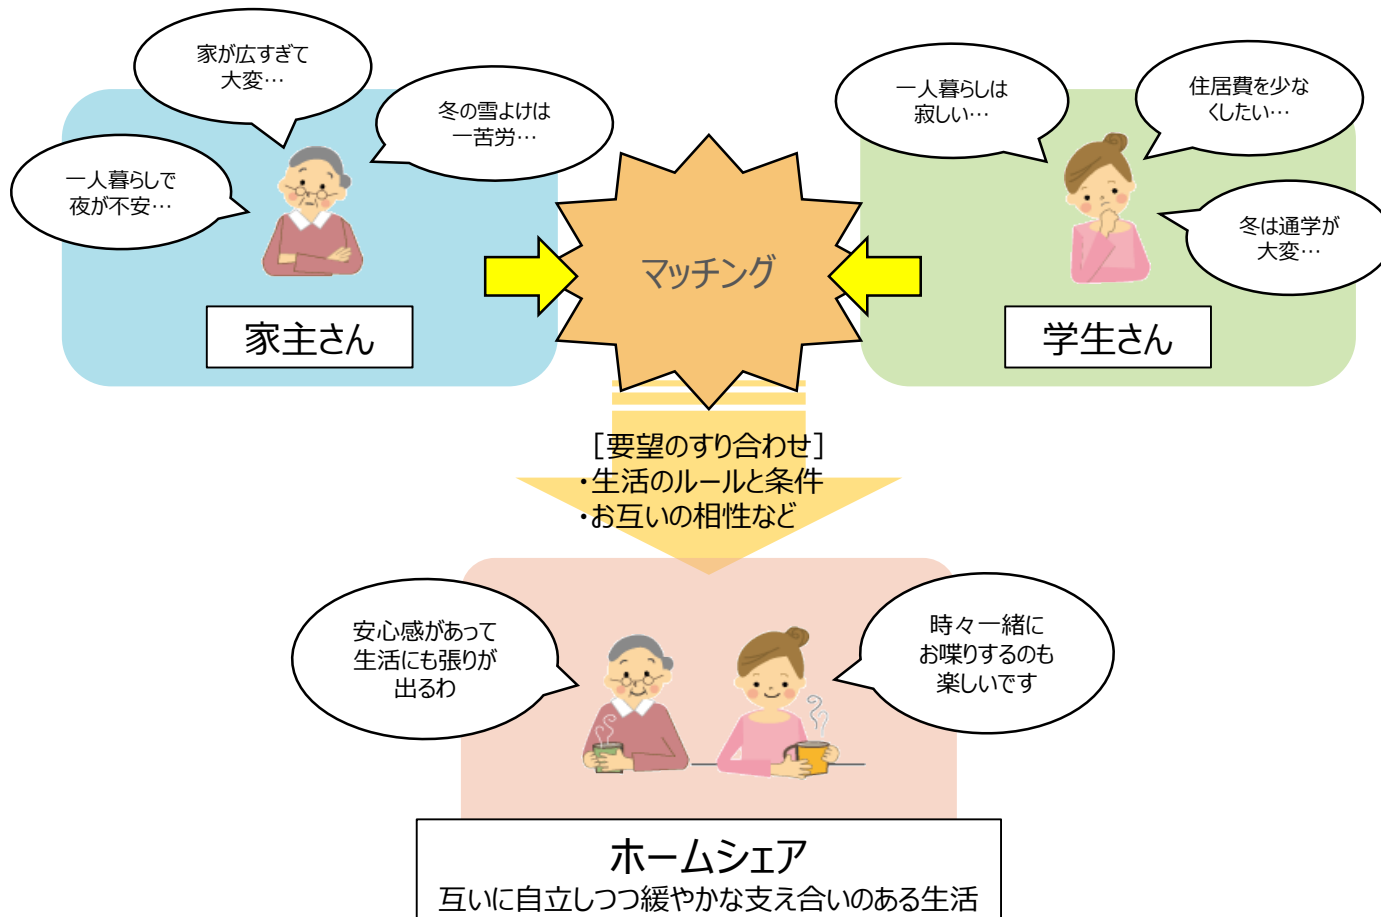 家が広すぎて
大変…
冬の雪よけは
一苦労…
一人暮らしで
夜が不安…
家主さん
一人暮らしは
寂しい…
住居費を少な
くしたい…
冬は通学が
大変…
学生さん
マッチング
［要望のすり合わせ］
・生活のルールと条件
・お互いの相性など
安心感があって
生活にも張りが
出るわ
時々一緒に
お喋りするのも
楽しいです
ホームシェア
互いに自立しつつ緩やかな支え合いのある生活